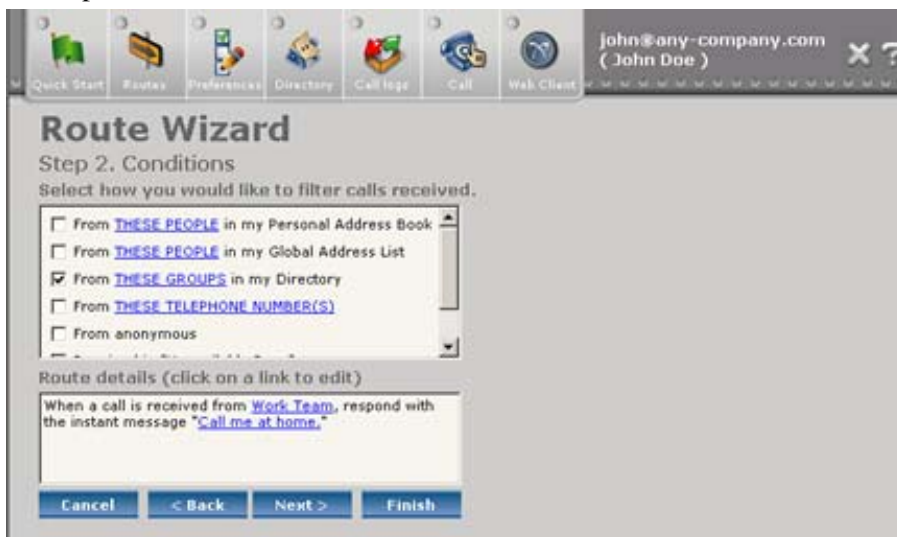 Quick Start Routes Preferences Directory Call logs Call Web Client
john@any-company.com
( John Doe )
Route Wizard
Step 2. Conditions
Select how you would like to filter calls received.
From THESE PEOPLE in my Personal Address Book
From THESE PEOPLE in my Global Address List
From THESE GROUPS in my Directory
From THESE TELEPHONE NUMBER(S)
From anonymous
Route details (click on a link to edit)
When a call is received from Work Team, respond with
the instant message "Call me at home."
Cancel < Back Next > Finish